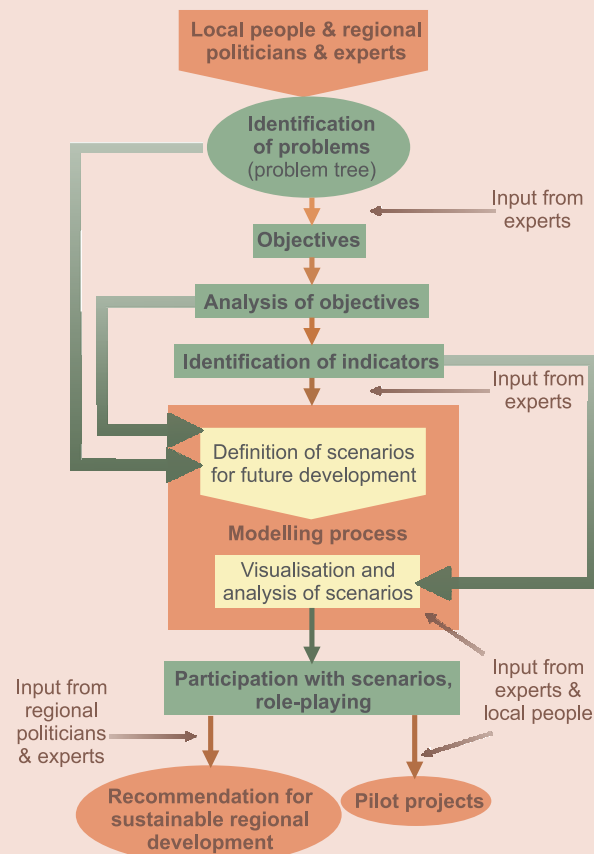 Local people & regional
politicians & experts
Identification
of problems
(problem tree)
Input from
experts
Objectives
Analysis of objectives
Identification of indicators
Input from
experts
Definition of scenarios
for future development
Modelling process
Visualisation and
analysis of scenarios
Participation with scenarios,
role-playing
Input from
regional
politicians
& experts
Input from
experts &
local people
Recommendation for
sustainable regional
development
Pilot projects